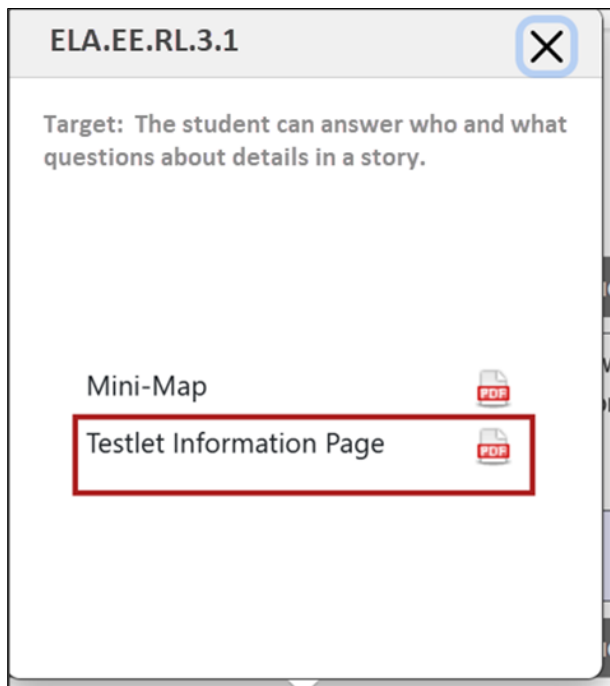 ELA.EE.RL.3.1
Target: The student can answer who and what
questions about details in a story.
Mini-Map
PDF
Testlet Information Page
PDF